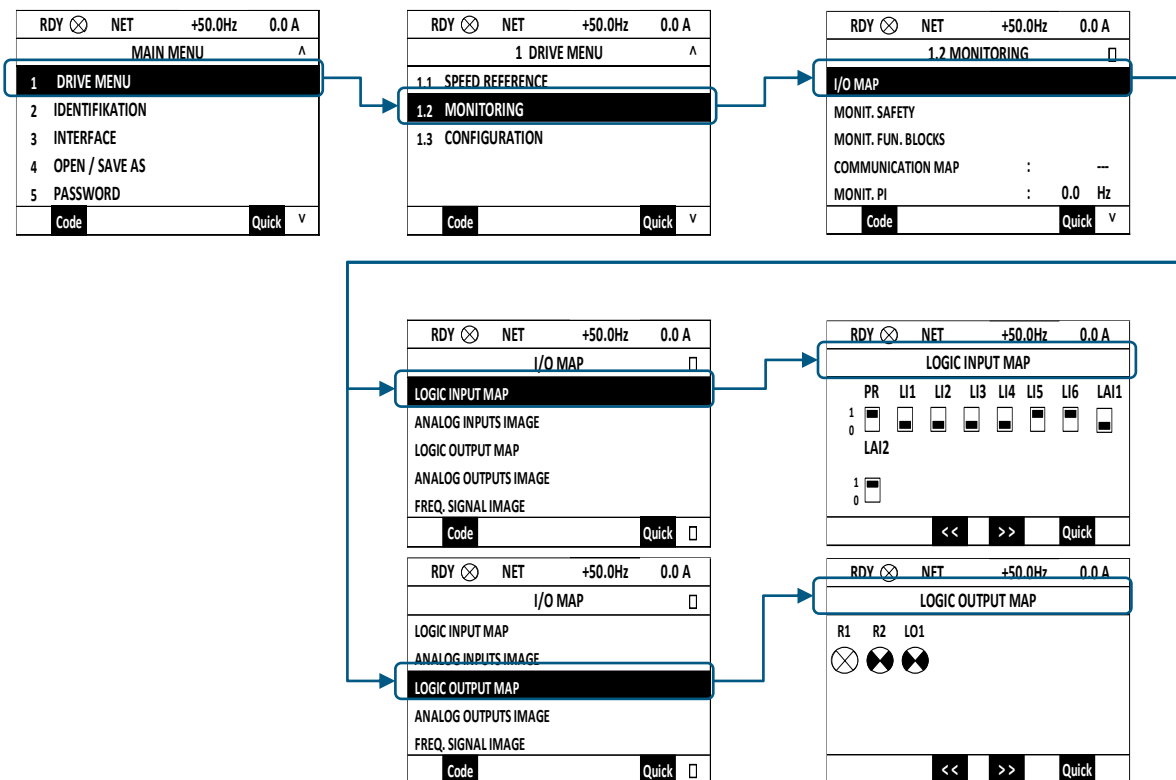 RDY NET +50.0Hz 0.0 A
MAIN MENU ^
1 DRIVE MENU
2 IDENTIFIKATION
3 INTERFACE
4 OPEN / SAVE AS
5 PASSWORD
Code Quick v
RDY NET +50.0Hz 0.0 A
1 DRIVE MENU ^
1.1 SPEED REFERENCE
1.2 MONITORING
1.3 CONFIGURATION
Code Quick v
RDY NET +50.0Hz 0.0 A
1.2 MONITORING
I/O MAP
MONIT. SAFETY
MONIT. FUN. BLOCKS
COMMUNICATION MAP : ---
MONIT. PI : 0.0 Hz
Code Quick v
RDY NET +50.0Hz 0.0 A
I/O MAP
LOGIC INPUT MAP
ANALOG INPUTS IMAGE
LOGIC OUTPUT MAP
ANALOG OUTPUTS IMAGE
FREQ. SIGNAL IMAGE
Code Quick
RDY NET +50.0Hz 0.0 A
LOGIC INPUT MAP
PR LI1 LI2 LI3 LI4 LI5 LI6 LAI1
1
0
LAI2
1
0
<< >> Quick
RDY NET +50.0Hz 0.0 A
I/O MAP
LOGIC INPUT MAP
ANALOG INPUTS IMAGE
LOGIC OUTPUT MAP
ANALOG OUTPUTS IMAGE
FREQ. SIGNAL IMAGE
Code Quick
RDY NET +50.0Hz 0.0 A
LOGIC OUTPUT MAP
R1 R2 LO1
<< >> Quick